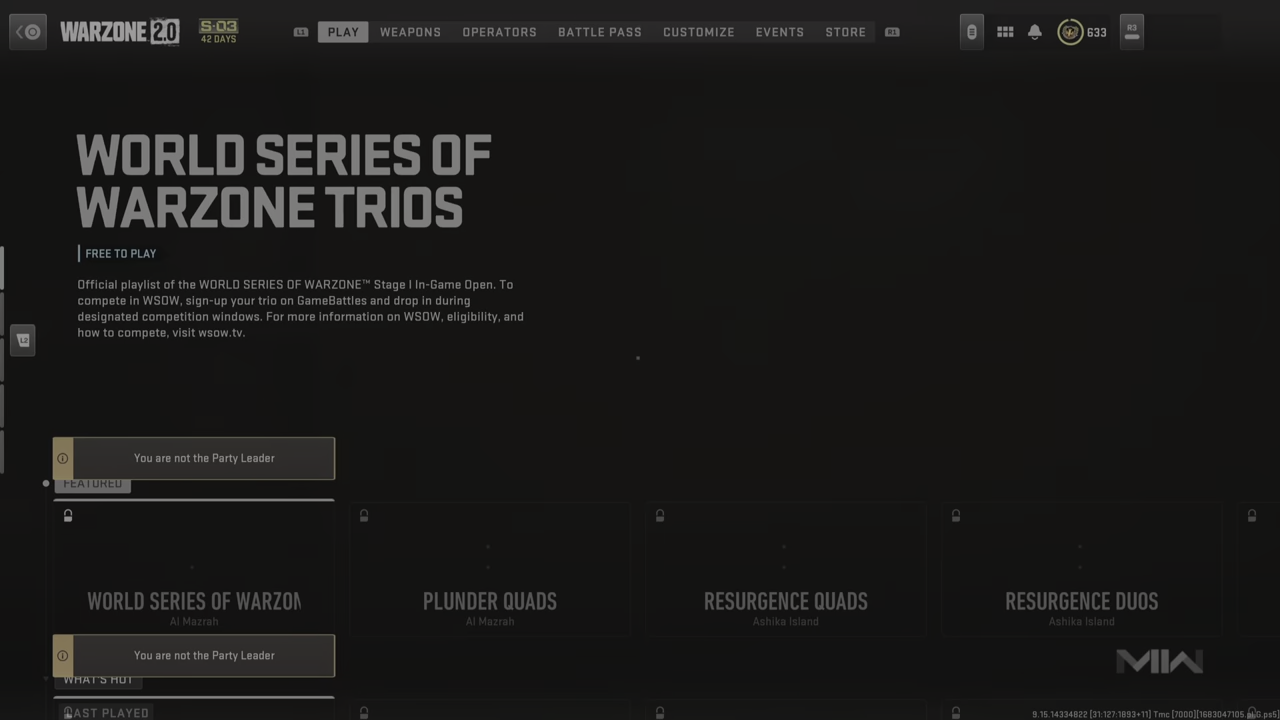 WARZONE 2.0
S:03
42 DAYS
L1
PLAY
WEAPONS
OPERATORS
BATTLE PASS
CUSTOMIZE
EVENTS
STORE
R1
633
R3
WORLD SERIES OF
WARZONE TRIOS
FREE TO PLAY
Official playlist of the WORLD SERIES OF WARZONE™ Stage I In-Game Open. To
compete in WSOW, sign-up your trio on GameBattles and drop in during
designated competition windows. For more information on WSOW, eligibility, and
how to compete, visit wsow.tv.
L2
You are not the Party Leader
FEATURED
WORLD SERIES OF WARZON
Al Mazrah
PLUNDER QUADS
Al Mazrah
RESURGENCE QUADS
Ashika Island
RESURGENCE DUOS
Ashika Island
You are not the Party Leader
WHAT'S HOT
MW
LAST PLAYED